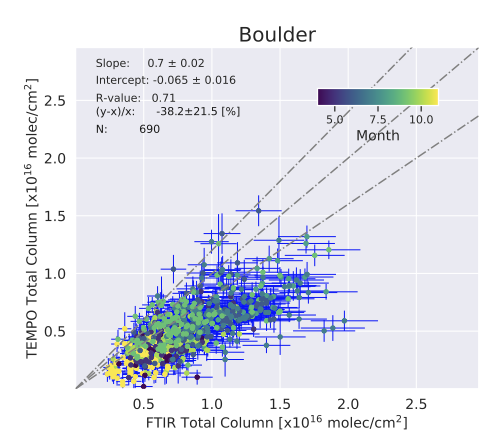 Boulder
Slope: 0.7 ± 0.02
Intercept: -0.065 ± 0.016
R-value: 0.71
(y-x)/x: -38.2±21.5 [%]
N: 690
5.0 7.5 10.0
Month
2.5
2.0
1.5
1.0
0.5
TEMPO Total Column [x10¹⁶ molec/cm²]
0.5 1.0 1.5 2.0 2.5
FTIR Total Column [x10¹⁶ molec/cm²]